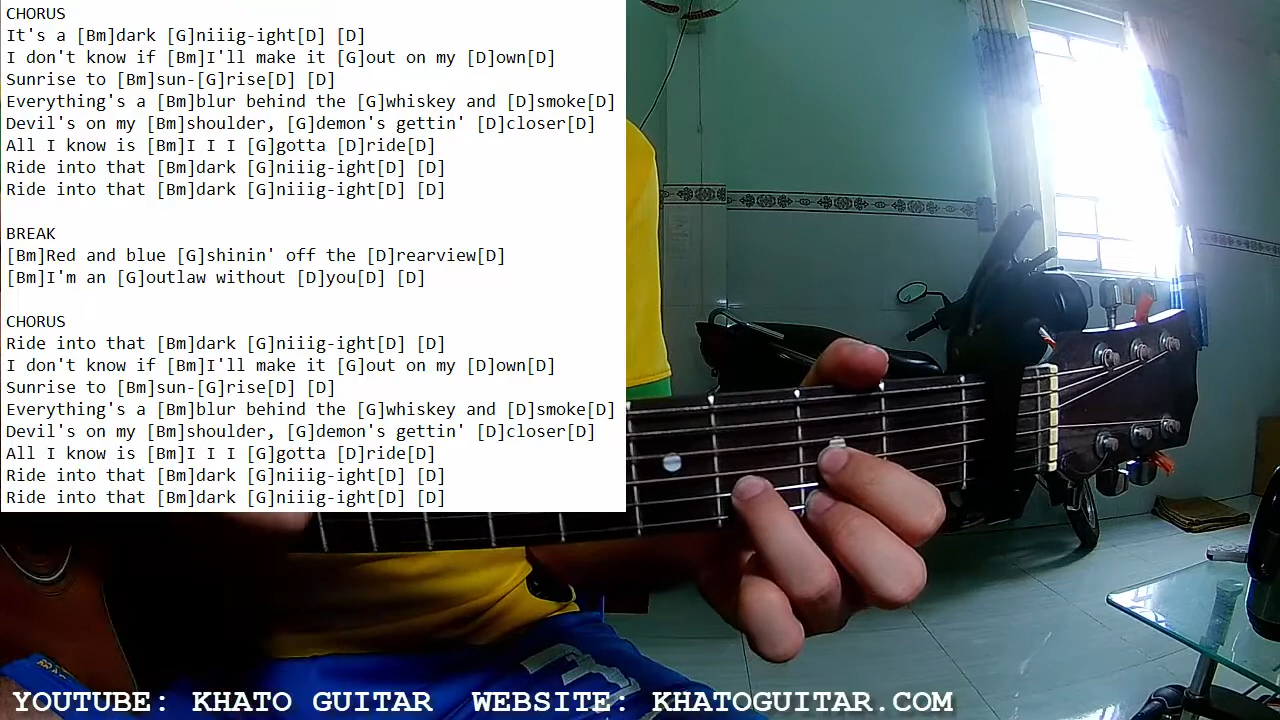 CHORUS
It's a [Bm]dark [G]niiig-ight[D] [D]
I don't know if [Bm]I'll make it [G]out on my [D]own[D]
Sunrise to [Bm]sun-[G]rise[D] [D]
Everything's a [Bm]blur behind the [G]whiskey and [D]smoke[D]
Devil's on my [Bm]shoulder, [G]demon's gettin' [D]closer[D]
All I know is [Bm]I I I [G]gotta [D]ride[D]
Ride into that [Bm]dark [G]niiig-ight[D] [D]
Ride into that [Bm]dark [G]niiig-ight[D] [D]

BREAK
[Bm]Red and blue [G]shinin' off the [D]rearview[D]
[Bm]I'm an [G]outlaw without [D]you[D] [D]

CHORUS
Ride into that [Bm]dark [G]niiig-ight[D] [D]
I don't know if [Bm]I'll make it [G]out on my [D]own[D]
Sunrise to [Bm]sun-[G]rise[D] [D]
Everything's a [Bm]blur behind the [G]whiskey and [D]smoke[D]
Devil's on my [Bm]shoulder, [G]demon's gettin' [D]closer[D]
All I know is [Bm]I I I [G]gotta [D]ride[D]
Ride into that [Bm]dark [G]niiig-ight[D] [D]
Ride into that [Bm]dark [G]niiig-ight[D] [D]
YOUTUBE: KHATO GUITAR WEBSITE: KHATOGUITAR.COM